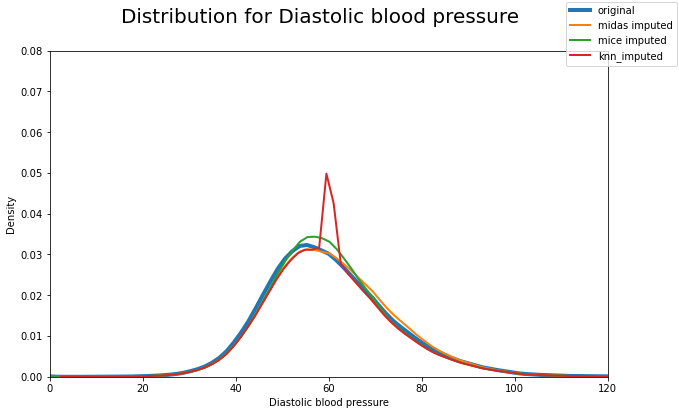 Distribution for Diastolic blood pressure
original
midas imputed
mice imputed
knn_imputed
0.08
0.07
0.06
0.05
0.04
0.03
0.02
0.01
0.00
Density
0 20 40 60 80 100 120
Diastolic blood pressure